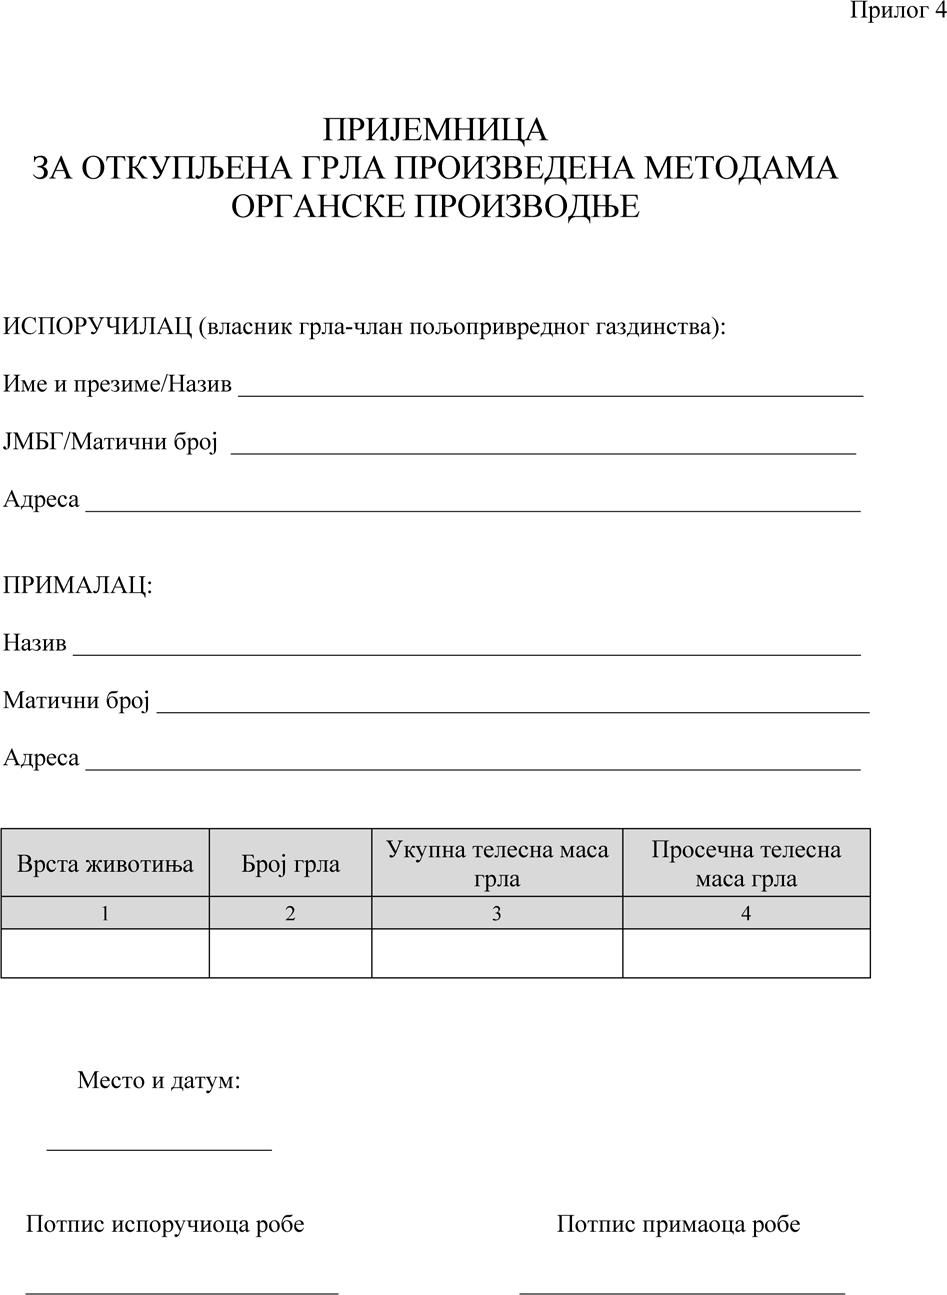 Прилог 4
ПРИЈЕМНИЦА
ЗА ОТКУПЉЕНА ГРЛА ПРОИЗВЕДЕНА МЕТОДАМА
ОРГАНСКЕ ПРОИЗВОДЊЕ
ИСПОРУЧИЛАЦ (власник грла-члан пољопривредног газдинства):
Име и презиме/Назив
ЈМБГ/Матични број
Адреса
ПРИМАЛАЦ:
Назив
Матични број
Адреса
Врста животиња
Број грла
Укупна телесна маса
грла
Просечна телесна
маса грла
1 2 3 4
Место и датум:
Потпис испоручиоца робе
Потпис примаоца робе